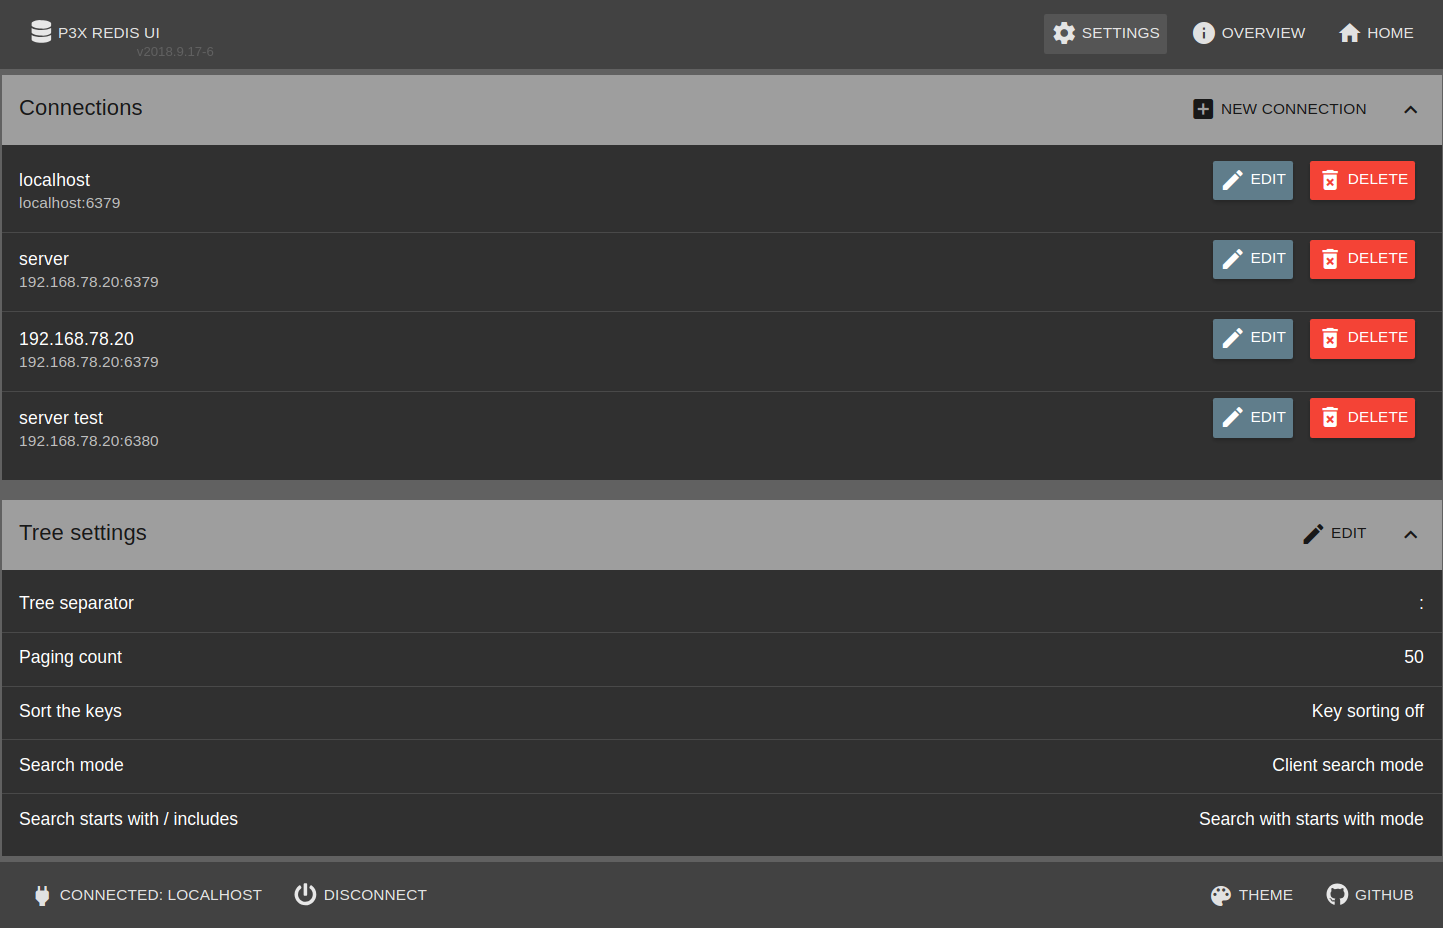 P3X REDIS UI
v2018.9.17-6
SETTINGS
OVERVIEW
HOME
Connections
NEW CONNECTION
localhost
localhost:6379
EDIT
DELETE
server
192.168.78.20:6379
EDIT
DELETE
192.168.78.20
192.168.78.20:6379
EDIT
DELETE
server test
192.168.78.20:6380
EDIT
DELETE
Tree settings
EDIT
Tree separator
:
Paging count
50
Sort the keys
Key sorting off
Search mode
Client search mode
Search starts with / includes
Search with starts with mode
CONNECTED: LOCALHOST
DISCONNECT
THEME
GITHUB